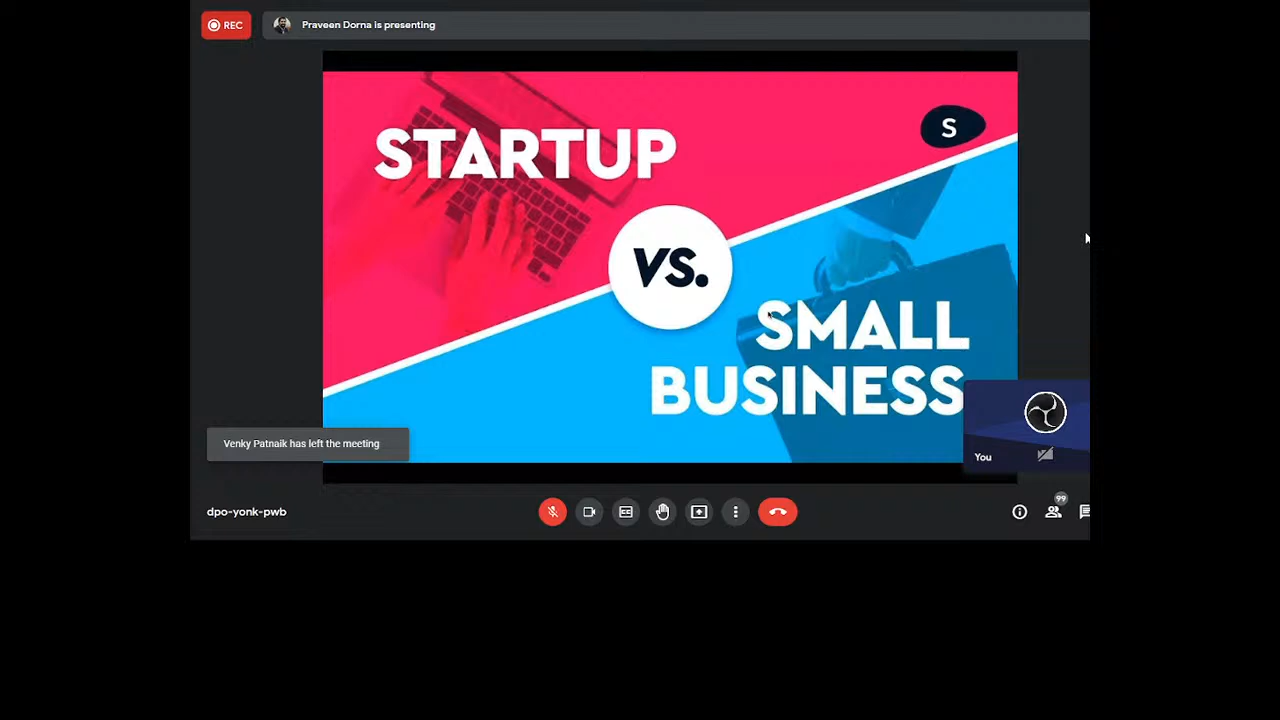 REC
Praveen Dorna is presenting
STARTUP
S
VS.
SMALL
BUSINESS
Venky Patnaik has left the meeting
You
dpo-yonk-pwb
CC
99